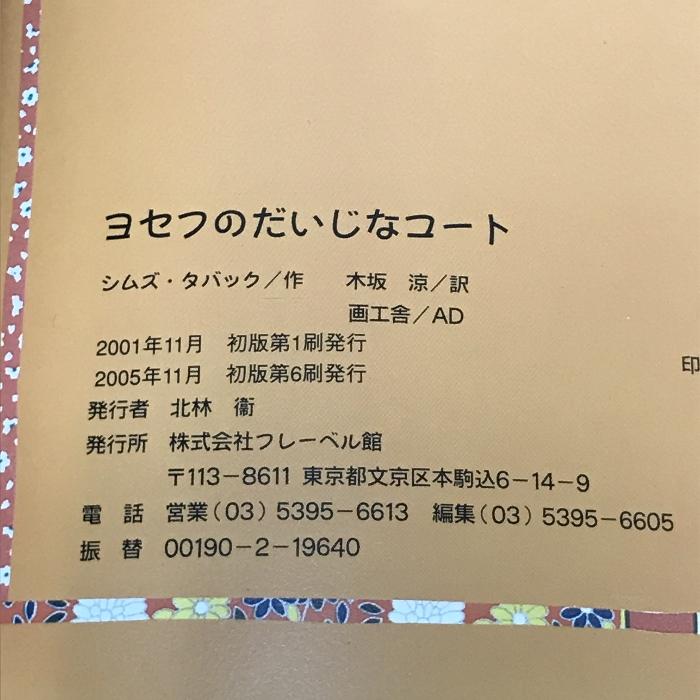 ヨセフのだいじなコート
シムズ・タバック／作　木坂　涼／訳
画工舎／AD
2001年11月　初版第1刷発行
2005年11月　初版第6刷発行
印
発行者　北林　衞
発行所　株式会社フレーベル館
〒113－8611 東京都文京区本駒込6－14－9
電　話　営業（03）5395－6613　編集（03）5395－6605
振　替　00190－2－19640